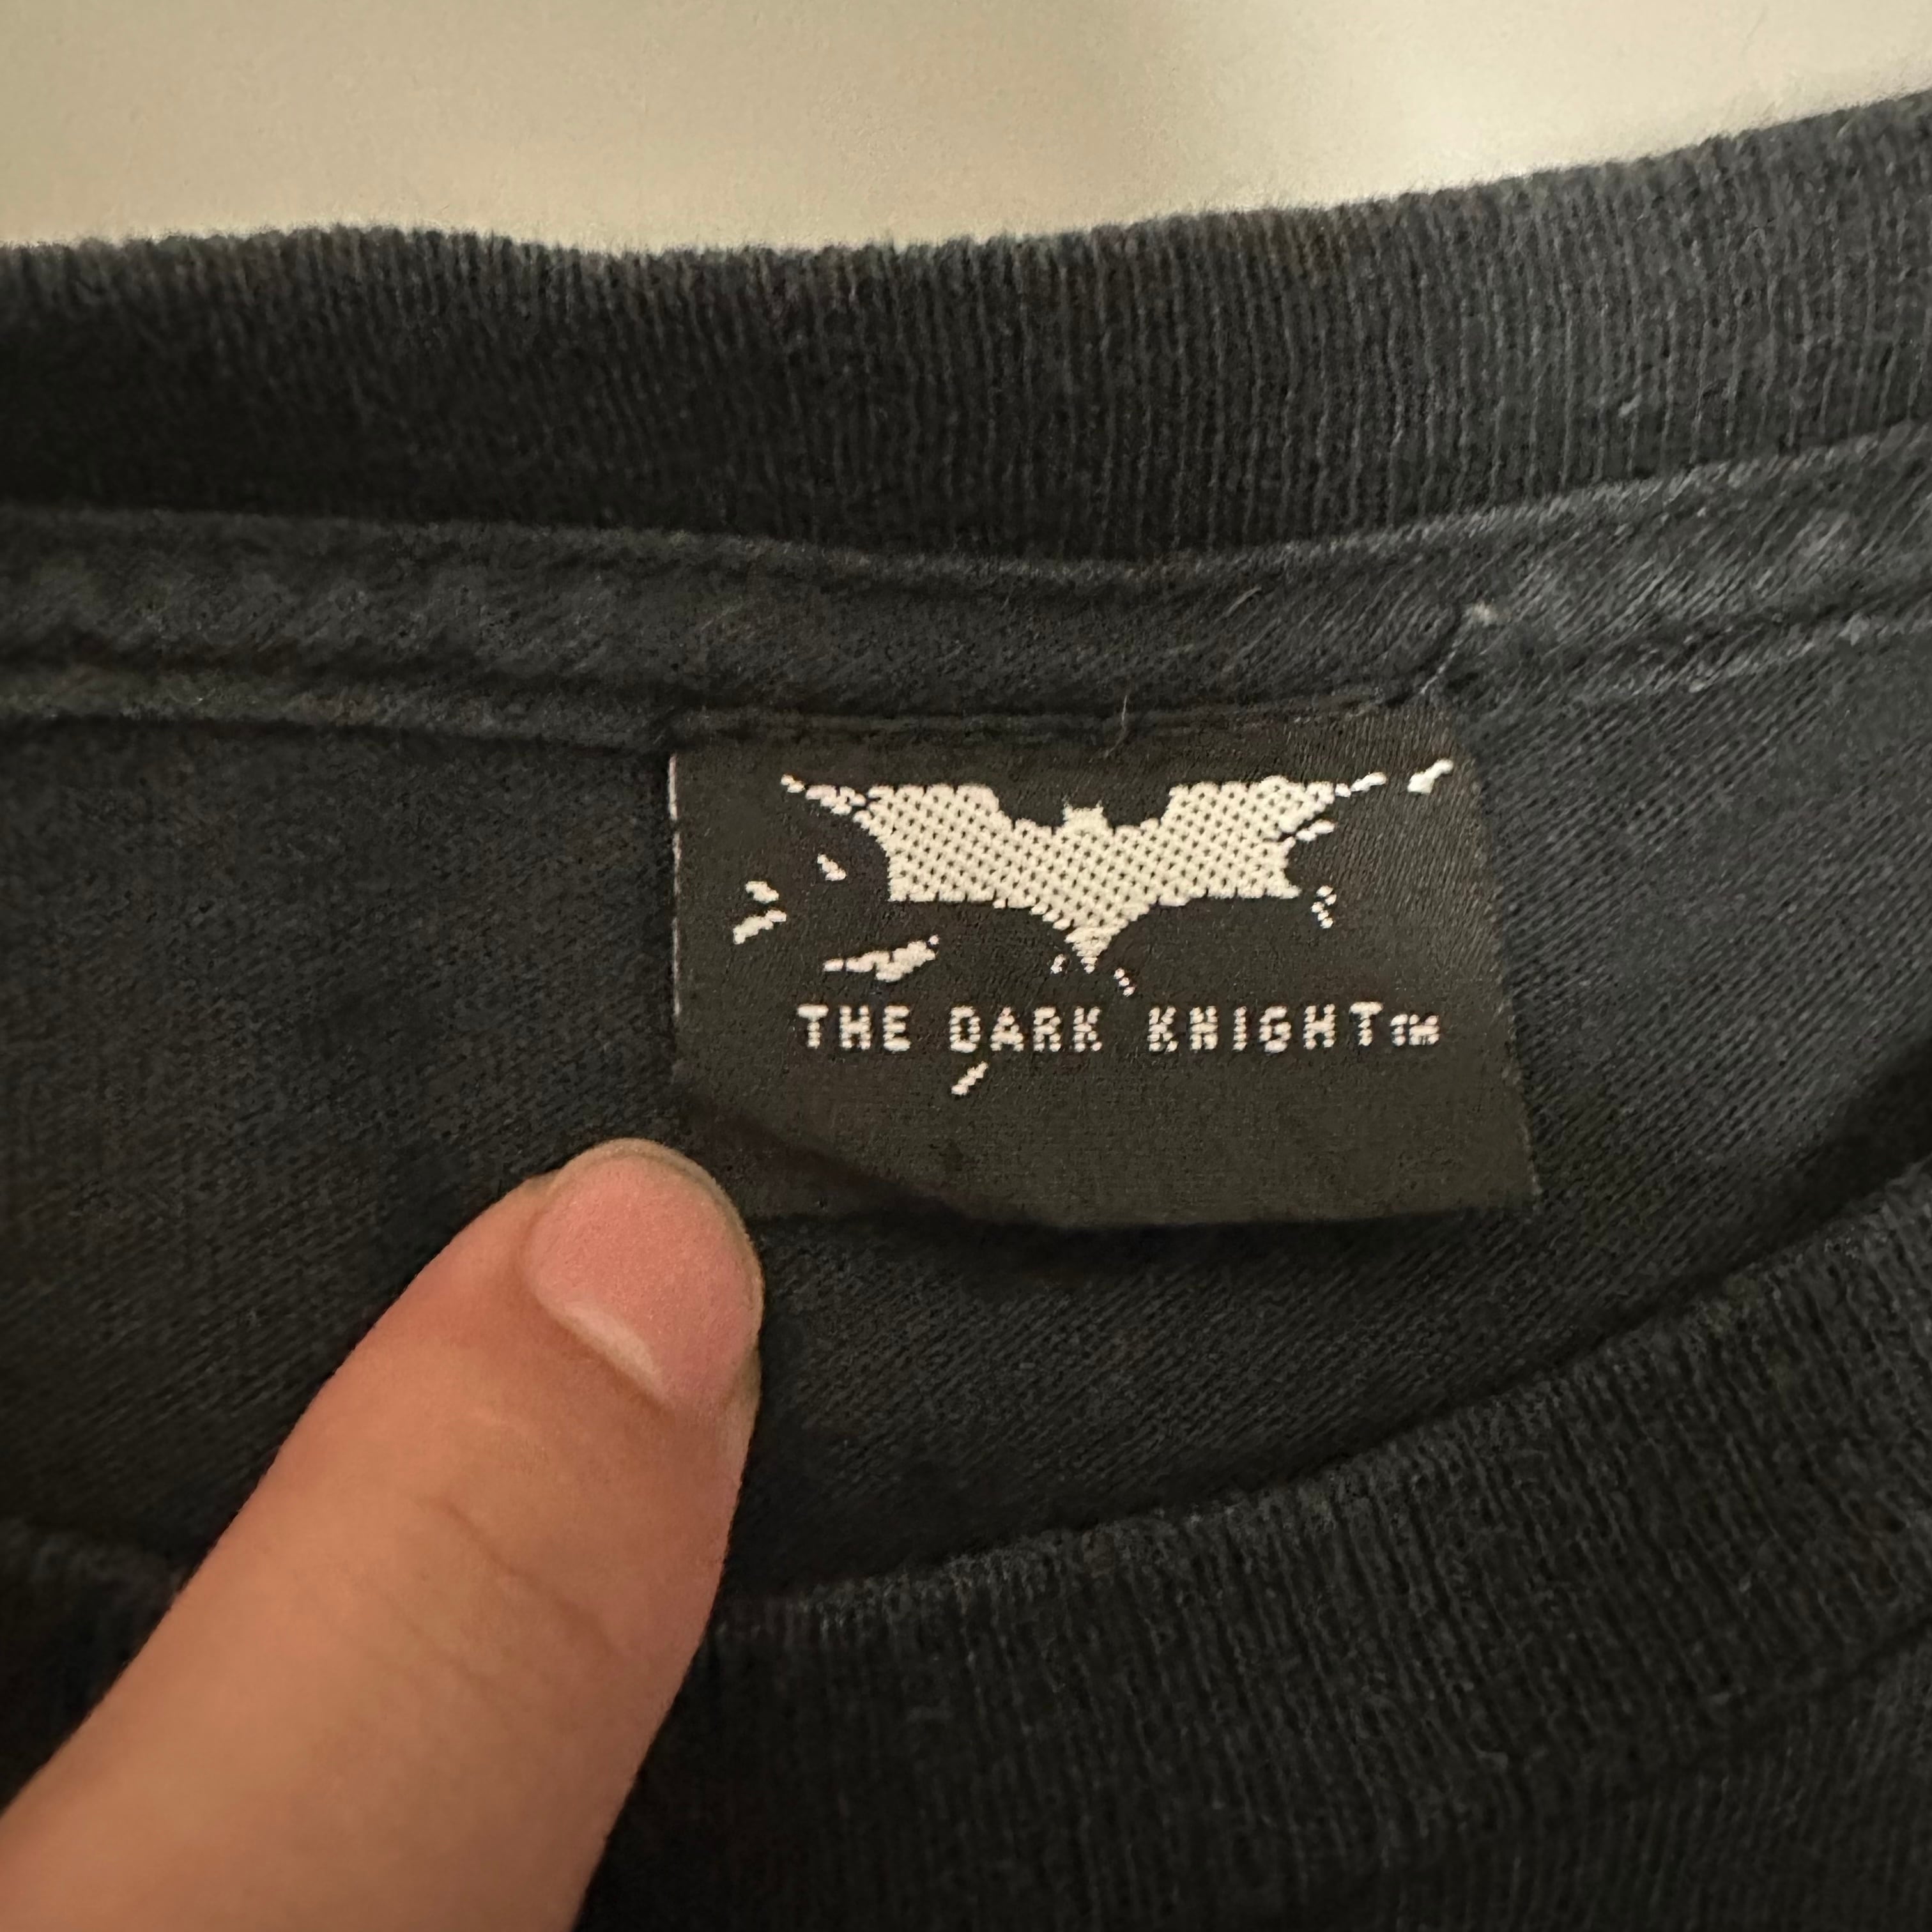 THE DARK KNIGHT™